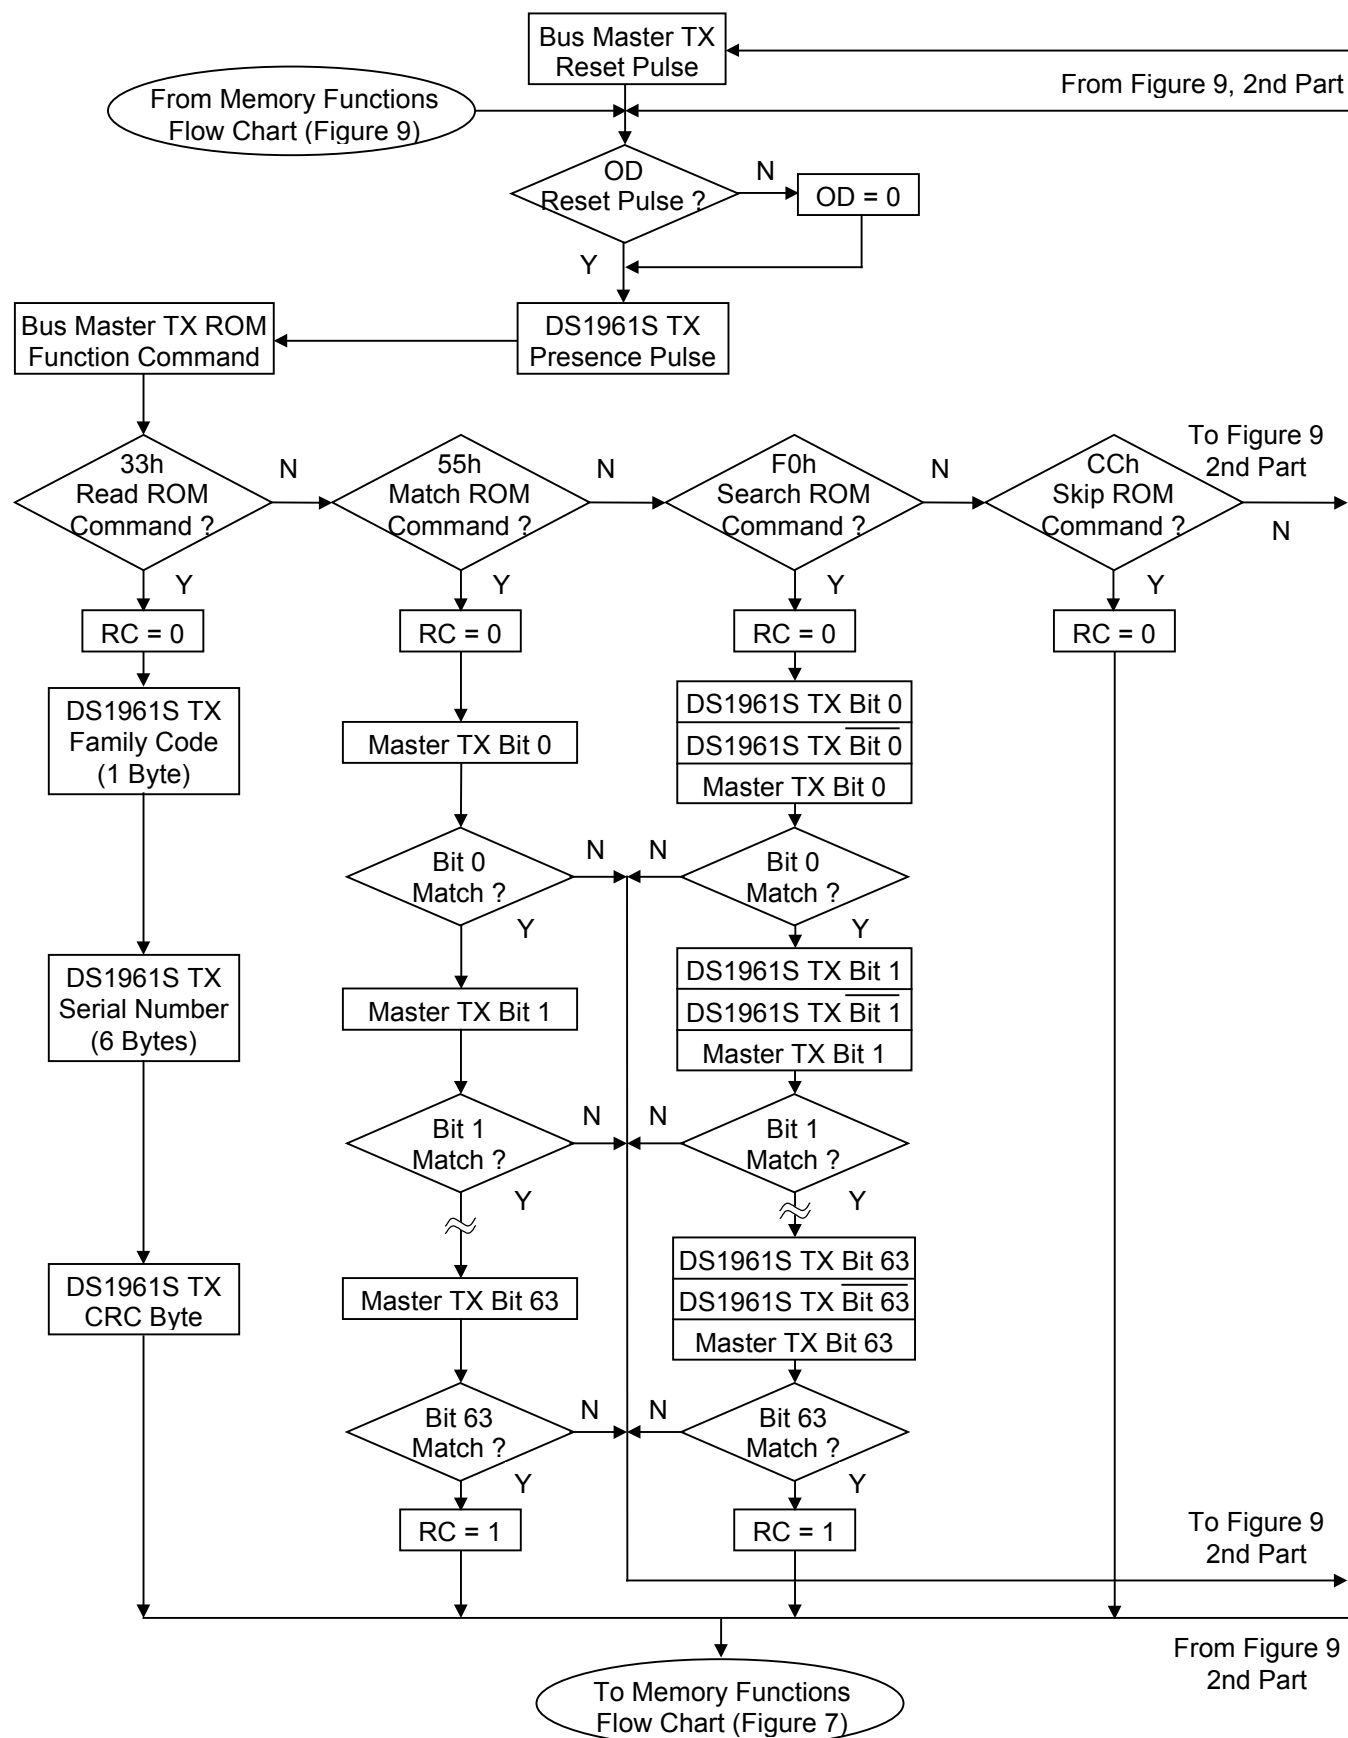 Bus Master TX
Reset Pulse
From Figure 9, 2nd Part
From Memory Functions
Flow Chart (Figure 9)
OD
Reset Pulse ?
N
OD = 0
Y
Bus Master TX ROM
Function Command
DS1961S TX
Presence Pulse
33h
Read ROM
Command ?
N
55h
Match ROM
Command ?
N
F0h
Search ROM
Command ?
N
CCh
Skip ROM
Command ?
To Figure 9
2nd Part
N
Y
Y
Y
Y
RC = 0
RC = 0
RC = 0
RC = 0
DS1961S TX
Family Code
(1 Byte)
Master TX Bit 0
DS1961S TX Bit 0
DS1961S TX Bit 0
Master TX Bit 0
Bit 0
Match ?
N
N
Bit 0
Match ?
Y
Y
DS1961S TX
Serial Number
(6 Bytes)
Master TX Bit 1
DS1961S TX Bit 1
DS1961S TX Bit 1
Master TX Bit 1
Bit 1
Match ?
N
N
Bit 1
Match ?
Y
Y
DS1961S TX
CRC Byte
Master TX Bit 63
DS1961S TX Bit 63
DS1961S TX Bit 63
Master TX Bit 63
Bit 63
Match ?
N
N
Bit 63
Match ?
Y
Y
RC = 1
RC = 1
To Figure 9
2nd Part
From Figure 9
2nd Part
To Memory Functions
Flow Chart (Figure 7)